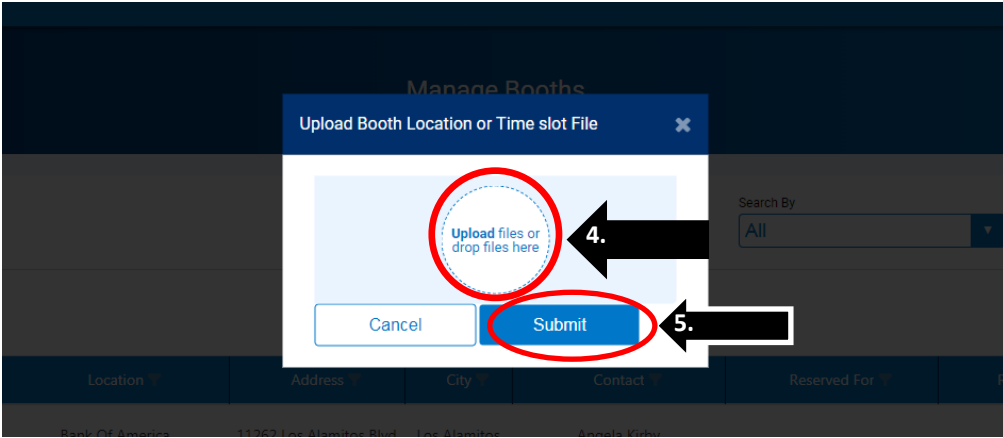 Manage Booths
Upload Booth Location or Time slot File
Search By
All
Upload files or
drop files here
4.
Cancel
Submit
5.
Location
Address
City
Contact
Reserved For
Bank Of America
11262 Los Alamitos Blvd
Los Alamitos
Angela Kirby